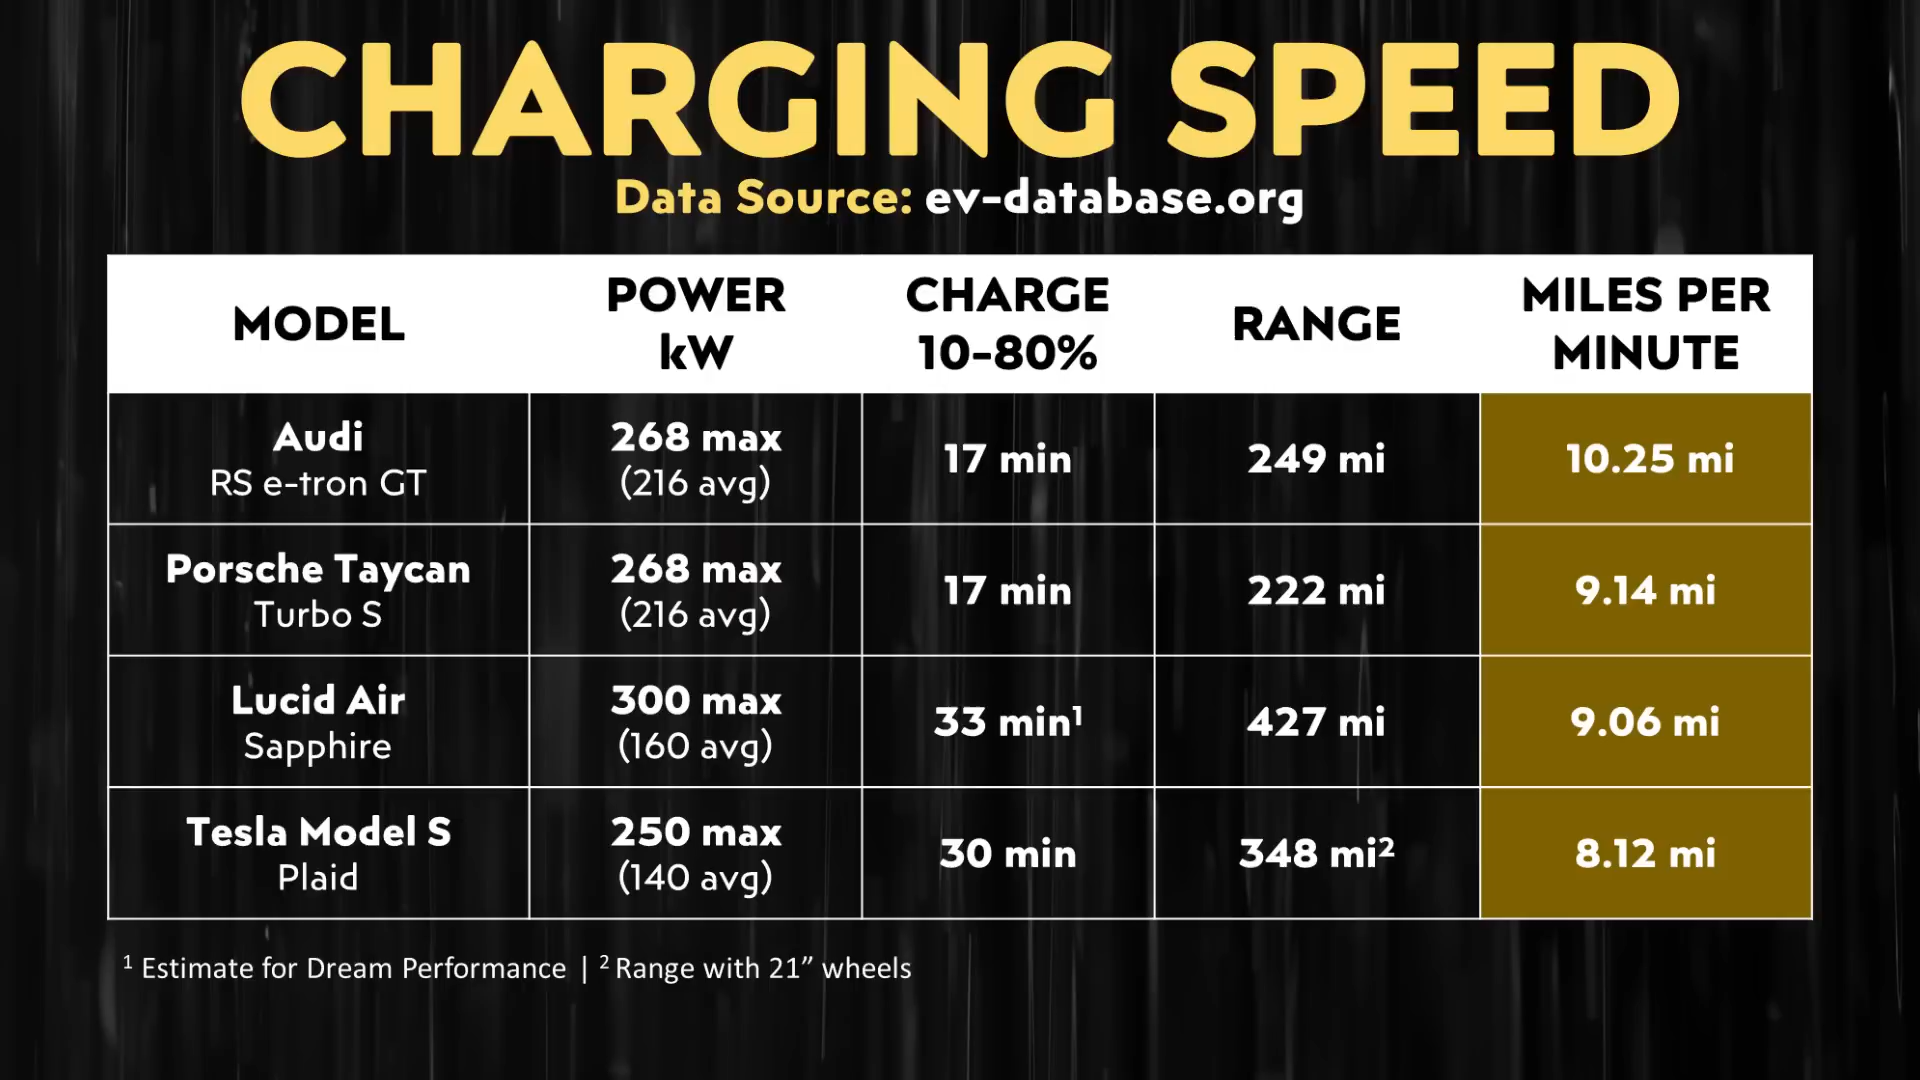 CHARGING SPEED
Data Source: ev-database.org
MODEL
POWER
kW
CHARGE
10-80%
RANGE
MILES PER
MINUTE
Audi
RS e-tron GT
268 max
(216 avg)
17 min
249 mi
10.25 mi
Porsche Taycan
Turbo S
268 max
(216 avg)
17 min
222 mi
9.14 mi
Lucid Air
Sapphire
300 max
(160 avg)
33 min¹
427 mi
9.06 mi
Tesla Model S
Plaid
250 max
(140 avg)
30 min
348 mi²
8.12 mi
¹ Estimate for Dream Performance | ² Range with 21” wheels